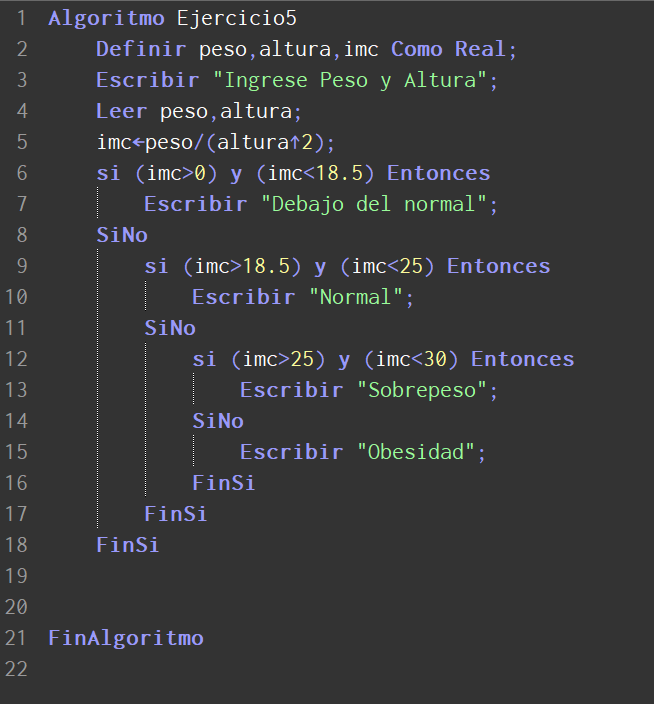 1 Algoritmo Ejercicio5
2 Definir peso,altura,imc Como Real;
3 Escribir "Ingrese Peso y Altura";
4 Leer peso,altura;
5 imc←peso/(altura↑2);
6 si (imc>0) y (imc<18.5) Entonces
7 Escribir "Debajo del normal";
8 SiNo
9 si (imc>18.5) y (imc<25) Entonces
10 Escribir "Normal";
11 SiNo
12 si (imc>25) y (imc<30) Entonces
13 Escribir "Sobrepeso";
14 SiNo
15 Escribir "Obesidad";
16 FinSi
17 FinSi
18 FinSi
19
20
21 FinAlgoritmo
22